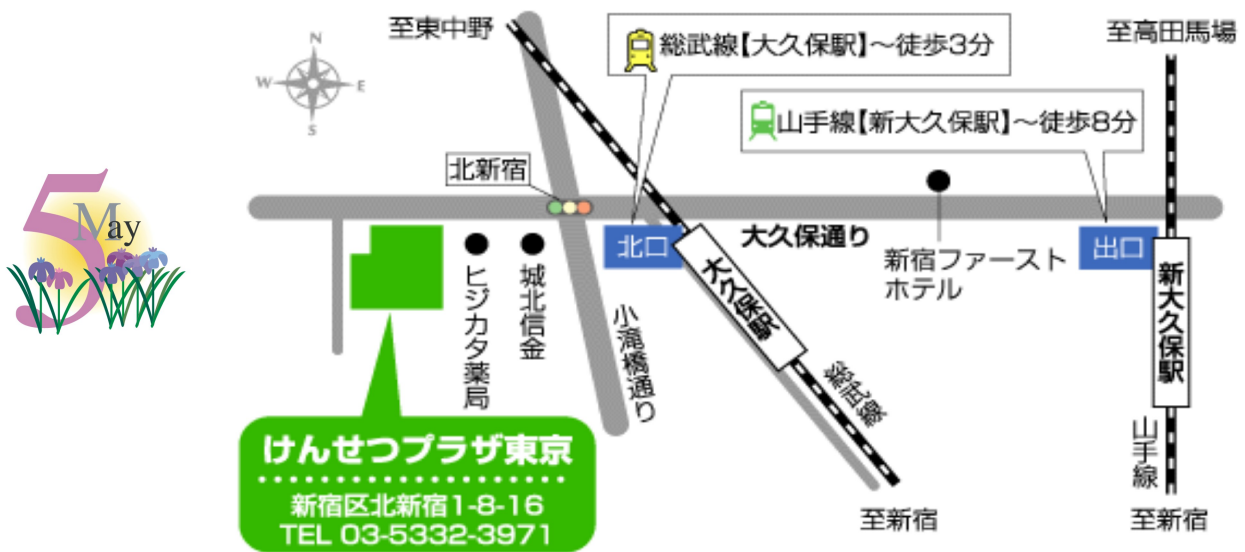 至東中野
総武線【大久保駅】～徒歩3分
至高田馬場
山手線【新大久保駅】～徒歩8分
N
W
E
S
5
May
北新宿
北口
大久保通り
新宿ファースト
ホテル
出口
新大久保駅
大久保駅
ヒジカタ薬局
城北信金
小滝橋通り
総武線
山手線
けんせつプラザ東京
新宿区北新宿1-8-16
TEL 03-5332-3971
至新宿
至新宿